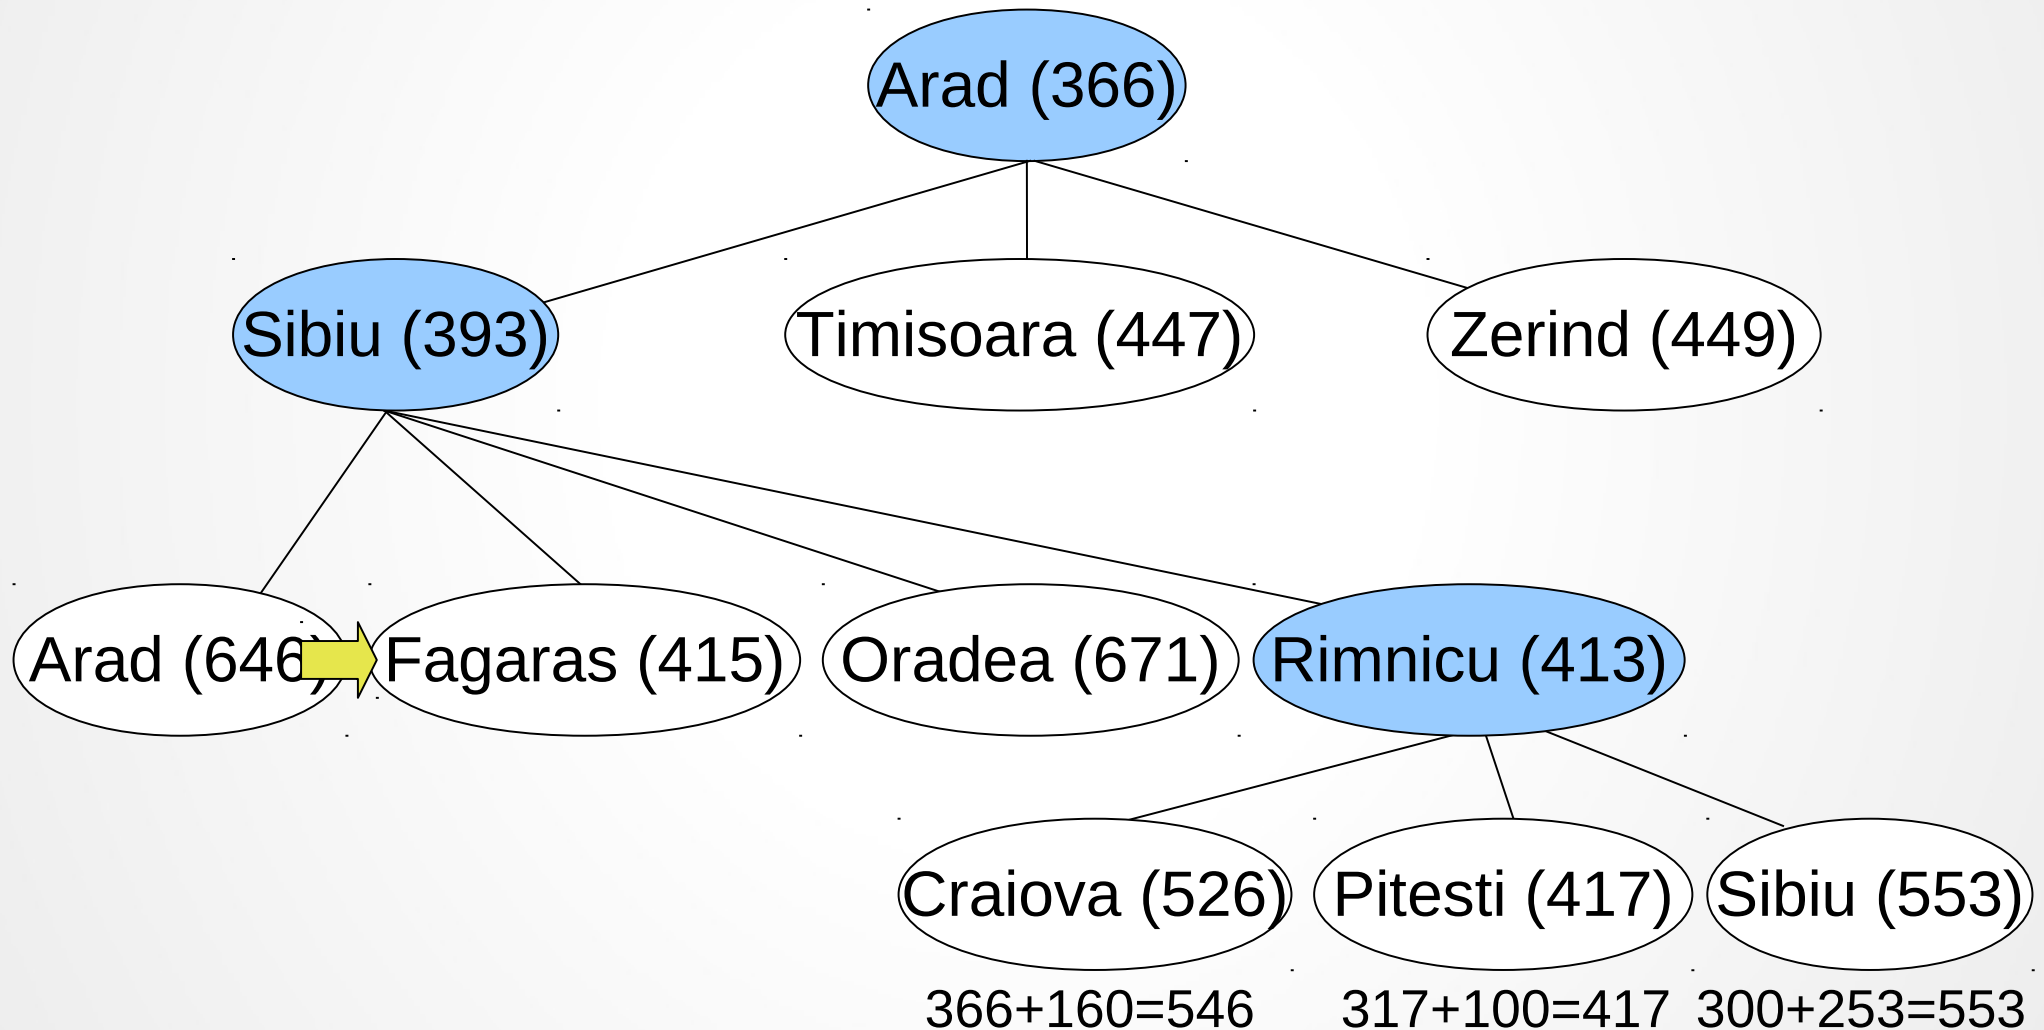 Arad (366)
Sibiu (393)
Timisoara (447)
Zerind (449)
Arad (646)
Fagaras (415)
Oradea (671)
Rimnicu (413)
Craiova (526)
Pitesti (417)
Sibiu (553)
366+160=546
317+100=417
300+253=553